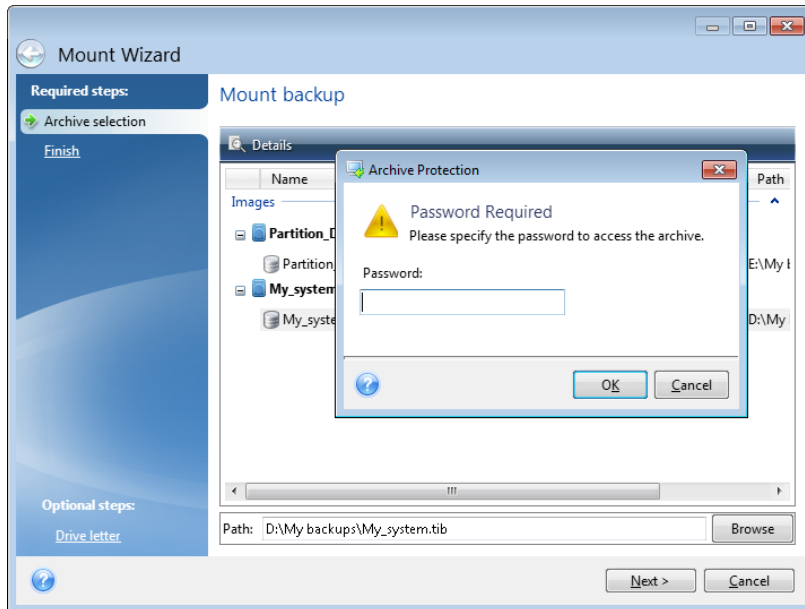 Mount Wizard
Required steps:
Archive selection
Finish
Optional steps:
Drive letter
Mount backup
Details
Name
Path
Images
Partition_D
Partition_
E:\My b
My_system
My_syste
D:\My
Archive Protection
Password Required
Please specify the password to access the archive.
Password:
OK
Cancel
Path: D:\My backups\My_system.tib
Browse
Next >
Cancel